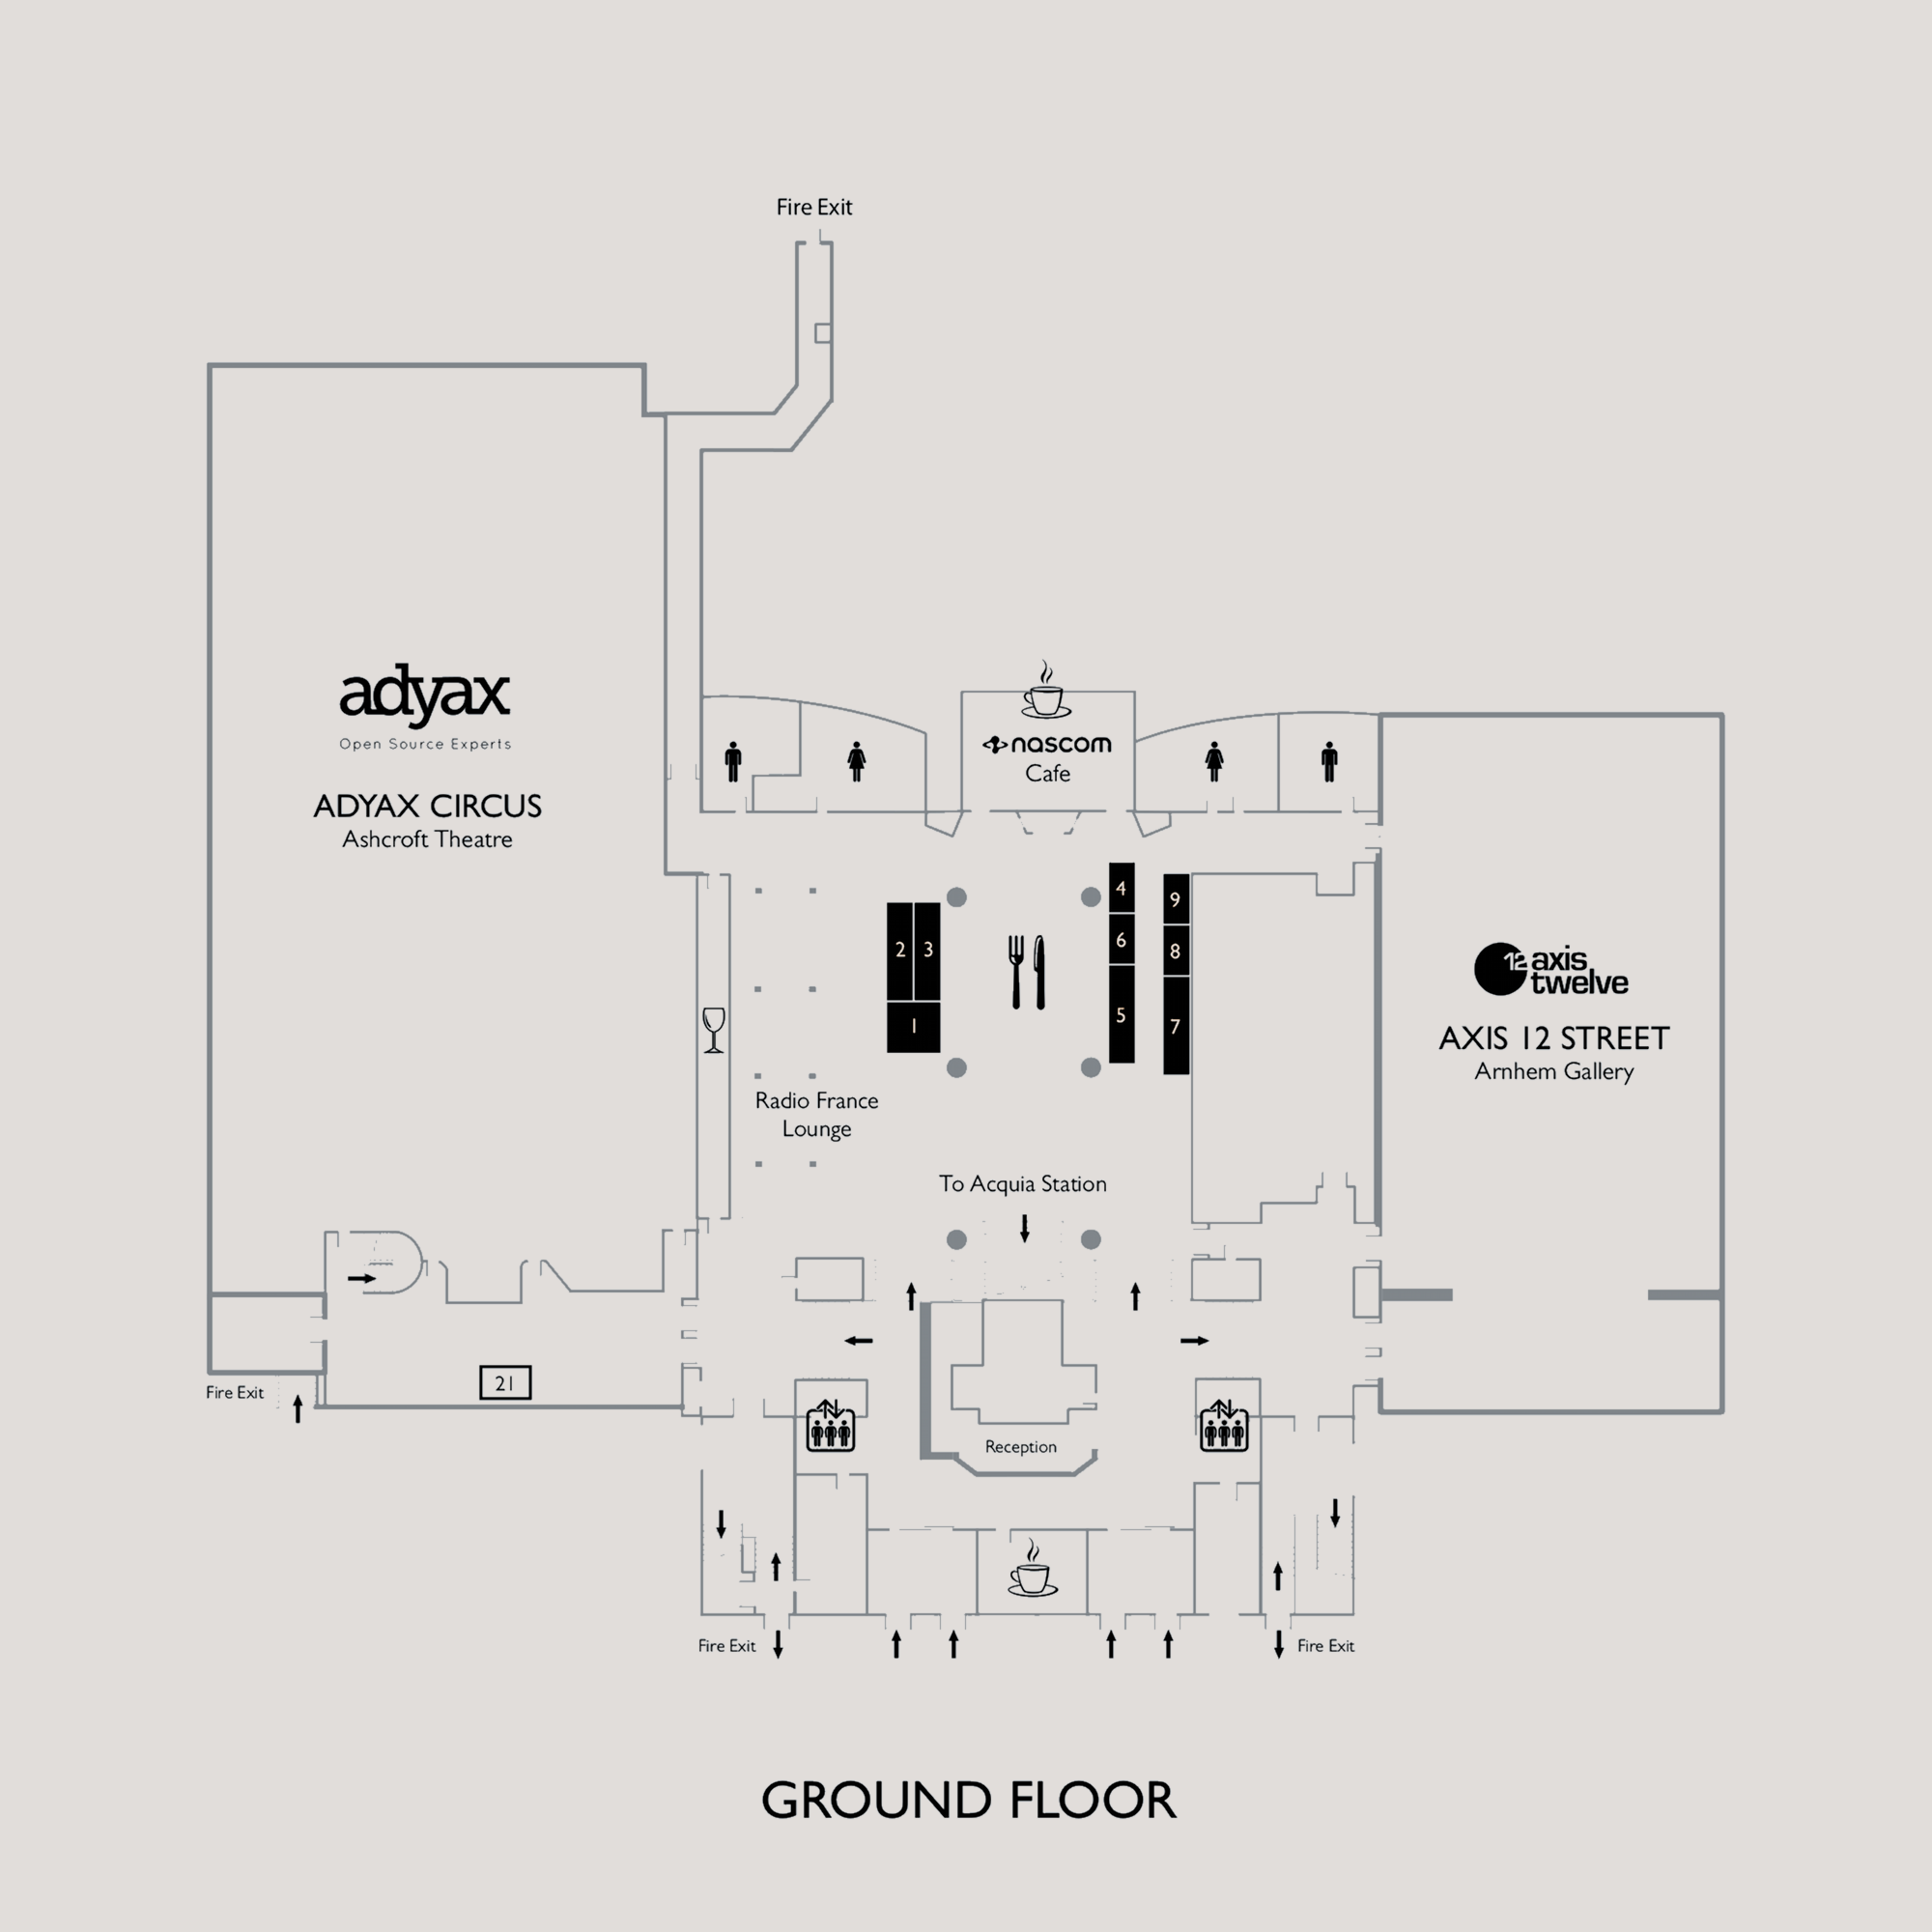 Fire Exit
adyax
Open Source Experts
ADYAX CIRCUS
Ashcroft Theatre
nascom
Cafe
4
9
2
3
6
8
1
5
7
12 axis
twelve
AXIS 12 STREET
Arnhem Gallery
Radio France
Lounge
To Acquia Station
21
Fire Exit
Reception
Fire Exit
Fire Exit
GROUND FLOOR